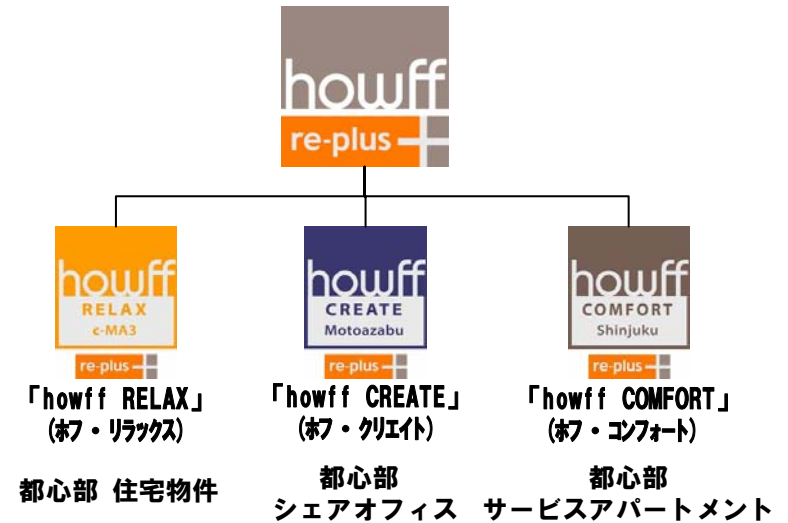 howff
re-plus
howff
RELAX
c-MA3
re-plus
「howff RELAX」
(ホフ・リラックス)
都心部 住宅物件
howff
CREATE
Motoazabu
re-plus
「howff CREATE」
(ホフ・クリエイト)
都心部
シェアオフィス
howff
COMFORT
Shinjuku
re-plus
「howff COMFORT」
(ホフ・コンフォート)
都心部
サービスアパートメント